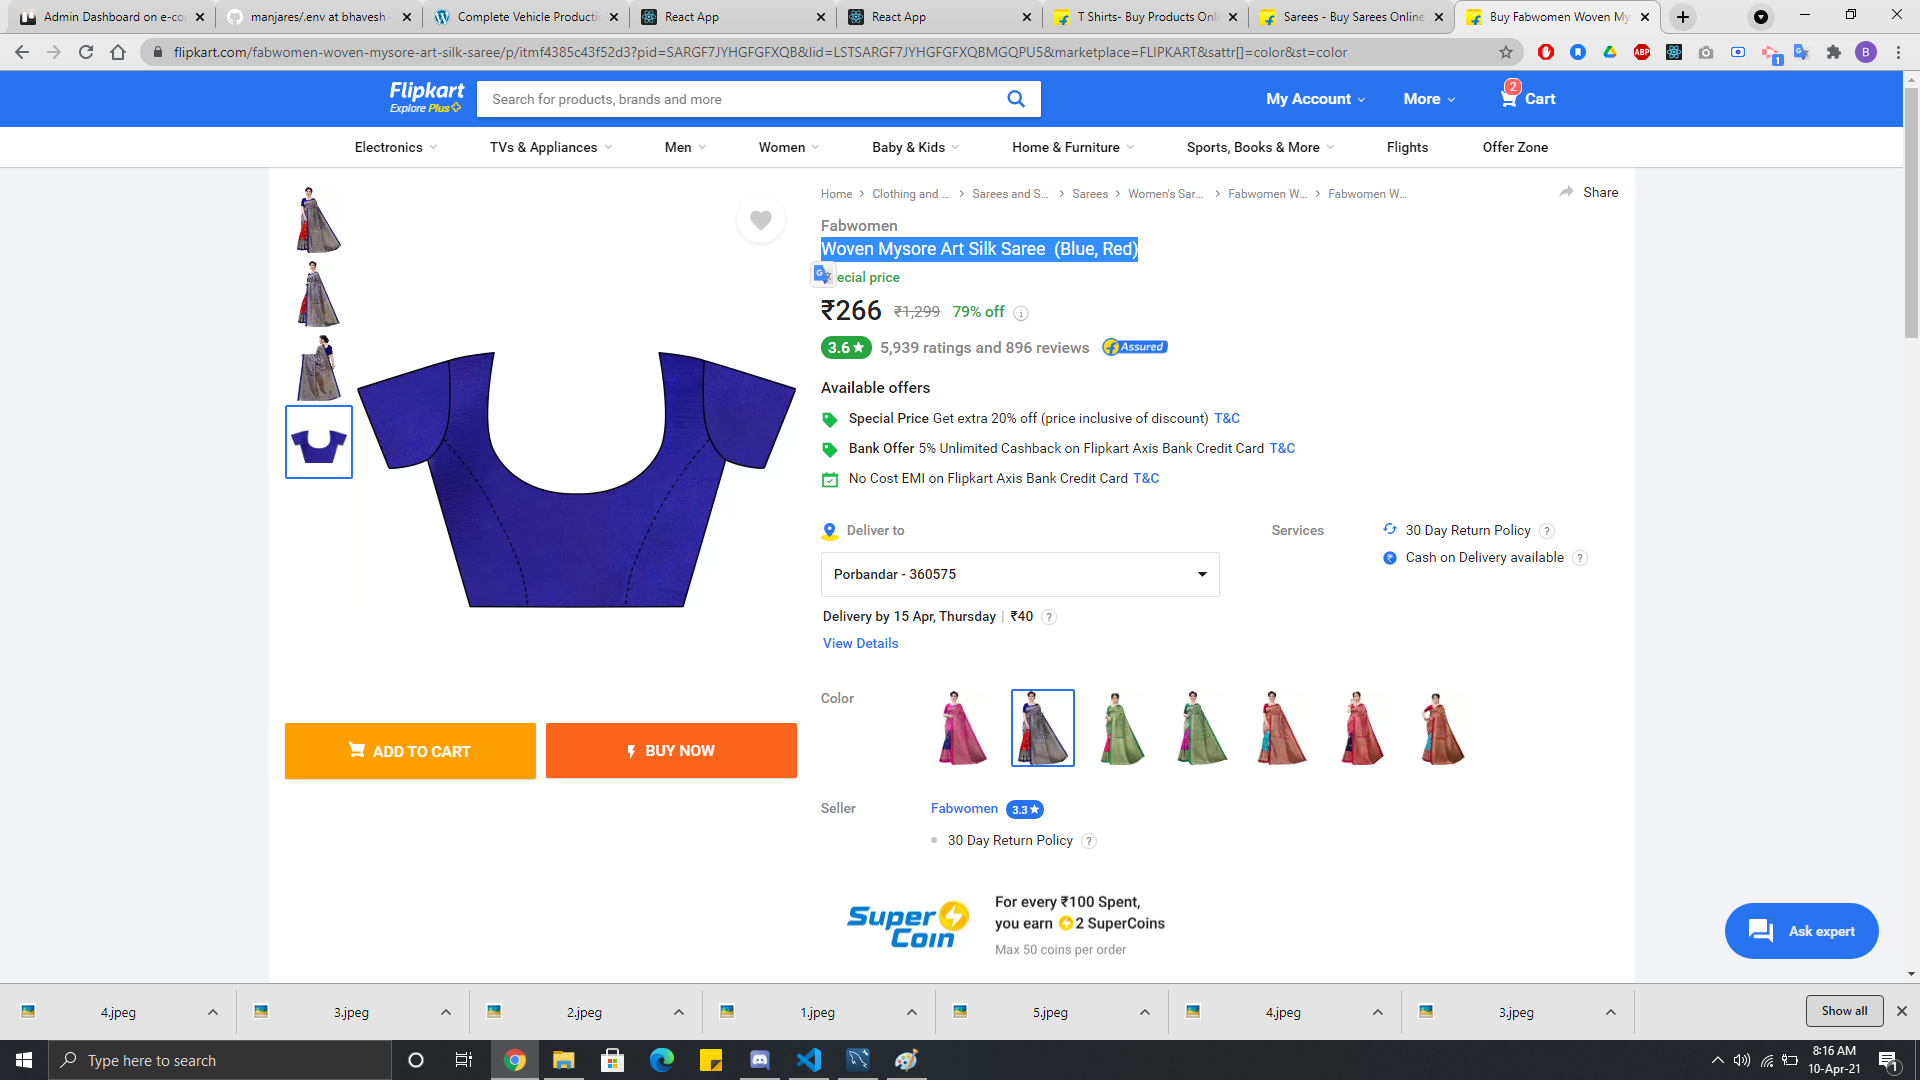 Admin Dashboard on e-co
manjares/.env at bhavesh
Complete Vehicle Producti
React App
React App
T Shirts- Buy Products Onl
Sarees - Buy Sarees Online
Buy Fabwomen Woven My
flipkart.com/fabwomen-woven-mysore-art-silk-saree/p/itmf4385c43f52d3?pid=SARGF7JYHGFGFXQB&lid=LSTSARGF7JYHGFGFXQBMGQPU5&marketplace=FLIPKART&sattr[]=color&st=color
ABP
1
B
Flipkart
Explore Plus
Search for products, brands and more
My Account
More
2
Cart
Electronics
TVs & Appliances
Men
Women
Baby & Kids
Home & Furniture
Sports, Books & More
Flights
Offer Zone
Home > Clothing and ... > Sarees and S... > Sarees > Women's Sar... > Fabwomen W... > Fabwomen W...
Share
Fabwomen
Woven Mysore Art Silk Saree  (Blue, Red)
ecial price
₹266 ₹1,299 79% off
3.6★ 5,939 ratings and 896 reviews Assured
Available offers
Special Price Get extra 20% off (price inclusive of discount) T&C
Bank Offer 5% Unlimited Cashback on Flipkart Axis Bank Credit Card T&C
No Cost EMI on Flipkart Axis Bank Credit Card T&C
Deliver to
Services
30 Day Return Policy ?
Cash on Delivery available ?
Porbandar - 360575
Delivery by 15 Apr, Thursday | ₹40 ?
View Details
Color
ADD TO CART
BUY NOW
Seller
Fabwomen 3.3★
30 Day Return Policy ?
Super Coin
For every ₹100 Spent,
you earn 2 SuperCoins
Max 50 coins per order
Ask expert
4.jpeg
3.jpeg
2.jpeg
1.jpeg
5.jpeg
4.jpeg
3.jpeg
Show all
Type here to search
8:16 AM
10-Apr-21
1